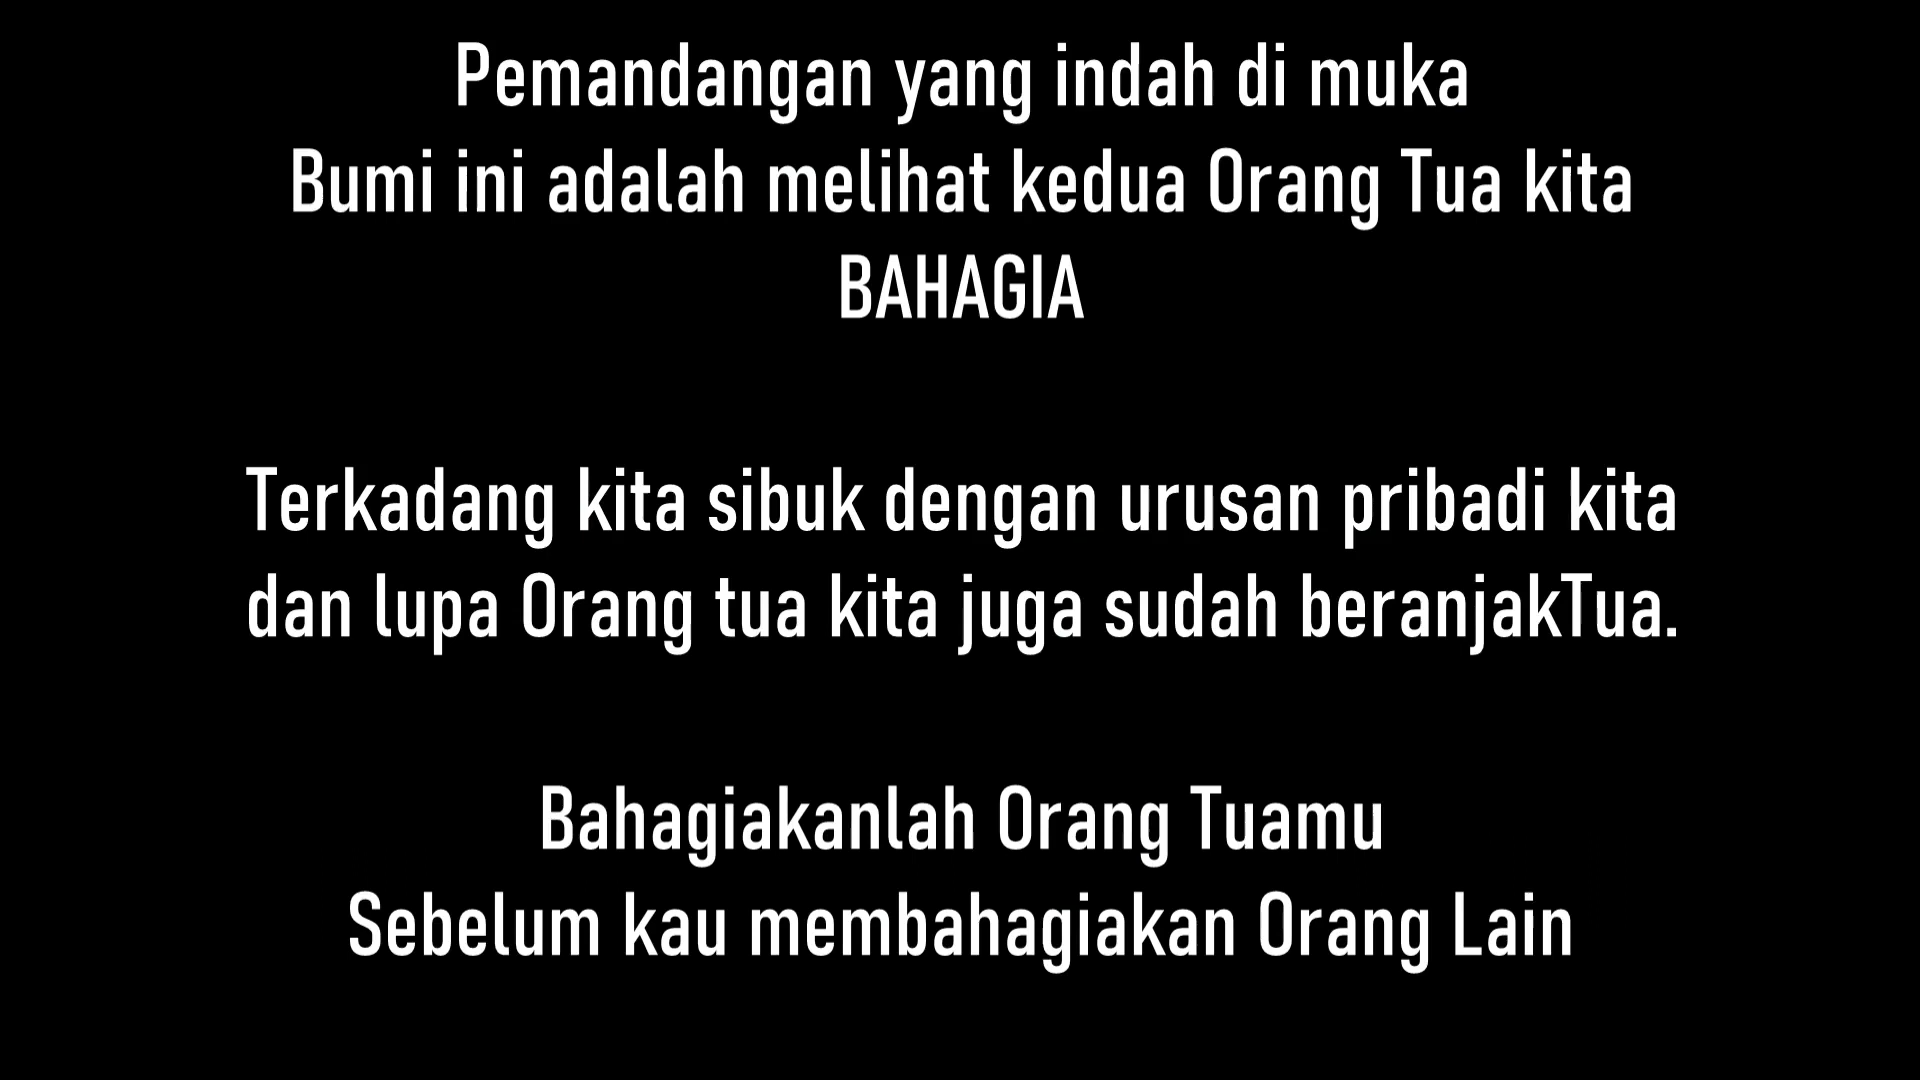 Pemandangan yang indah di muka
Bumi ini adalah melihat kedua Orang Tua kita
BAHAGIA
Terkadang kita sibuk dengan urusan pribadi kita
dan lupa Orang tua kita juga sudah beranjakTua.
Bahagiakanlah Orang Tuamu
Sebelum kau membahagiakan Orang Lain